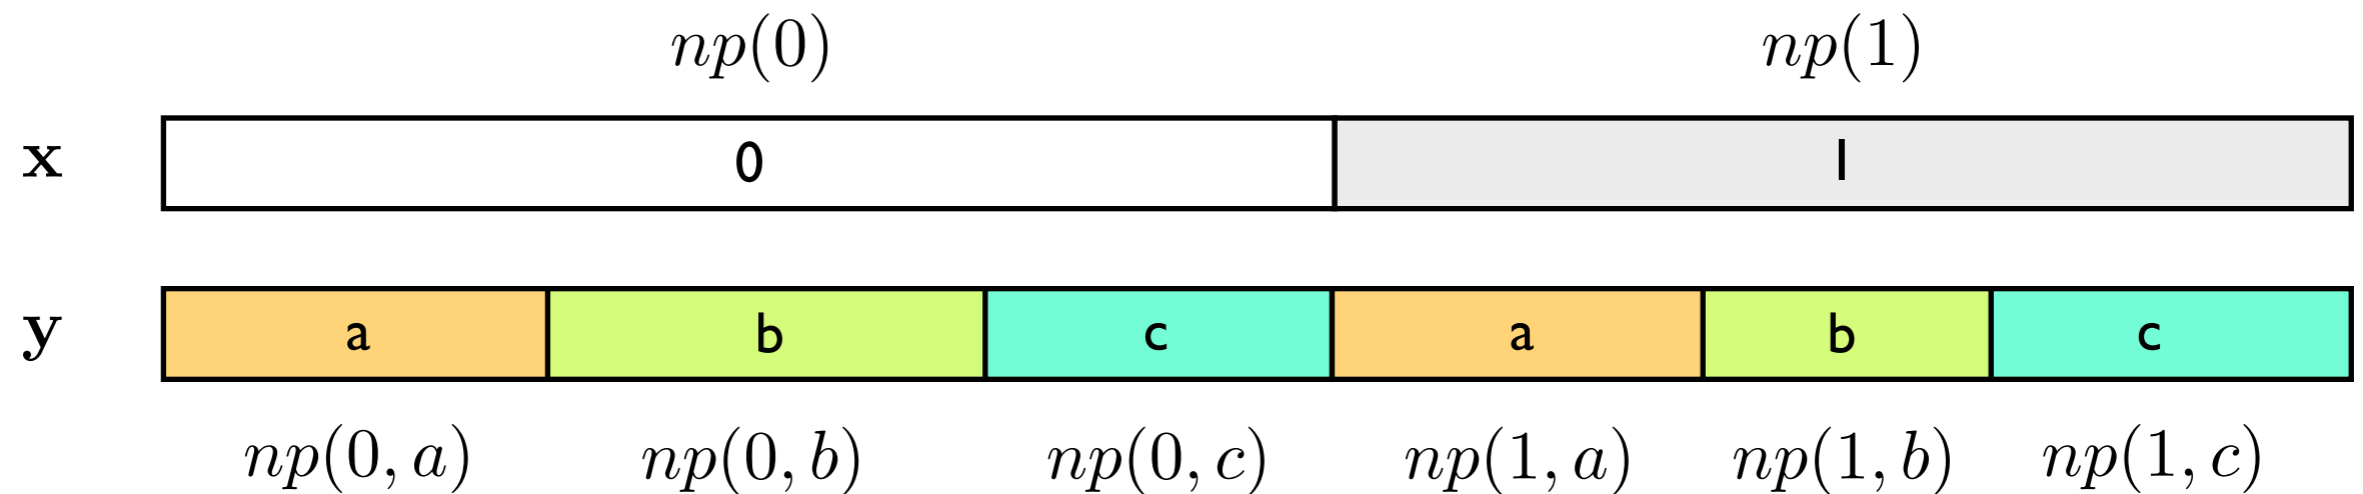 np(0) np(1)
x 0 1
y a b c a b c
np(0, a) np(0, b) np(0, c) np(1, a) np(1, b) np(1, c)